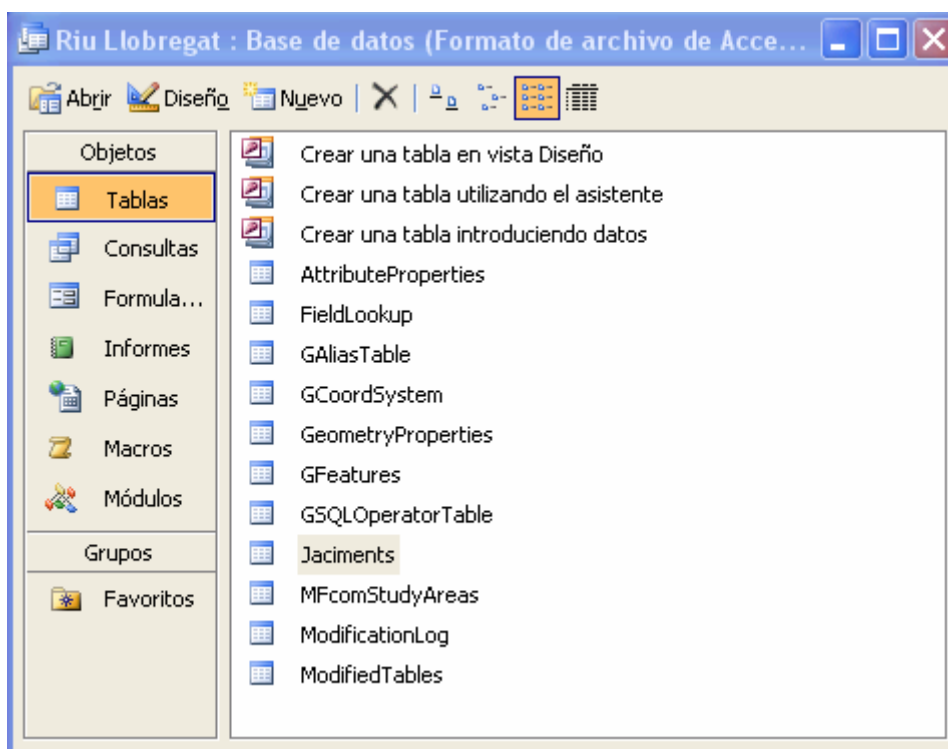 Riu Llobregat : Base de datos (Formato de archivo de Acce...
Abrir Diseño Nuevo
Objetos
Tablas
Consultas
Formula...
Informes
Páginas
Macros
Módulos
Grupos
Favoritos
Crear una tabla en vista Diseño
Crear una tabla utilizando el asistente
Crear una tabla introduciendo datos
AttributeProperties
FieldLookup
GAliasTable
GCoordSystem
GeometryProperties
GFeatures
GSQLOperatorTable
Jaciments
MFcomStudyAreas
ModificationLog
ModifiedTables